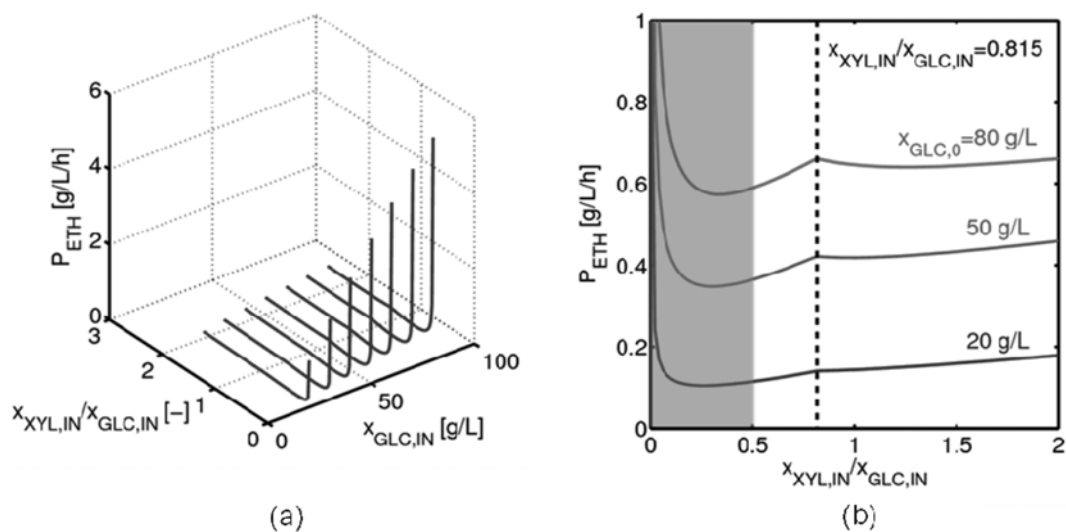 6
4
2
0
P_ETH [g/L/h]
3
2
1
0
x_XYL,IN/x_GLC,IN [–]
0
50
100
x_GLC,IN [g/L]
(a)
1
0.8
0.6
0.4
0.2
0
P_ETH [g/L/h]
x_XYL,IN/x_GLC,IN=0.815
x_GLC,0=80 g/L
50 g/L
20 g/L
0
0.5
1
1.5
2
x_XYL,IN/x_GLC,IN
(b)